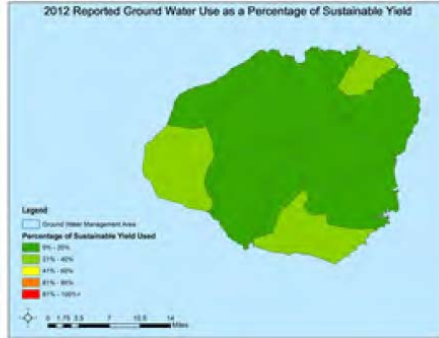 2012 Reported Ground Water Use as a Percentage of Sustainable Yield
Legend
Ground Water Management Area
Percentage of Sustainable Yield Used
0% - 20%
21% - 40%
41% - 60%
61% - 90%
91% - 100%+
0 1.75 3.5 7 10.5 14
Miles